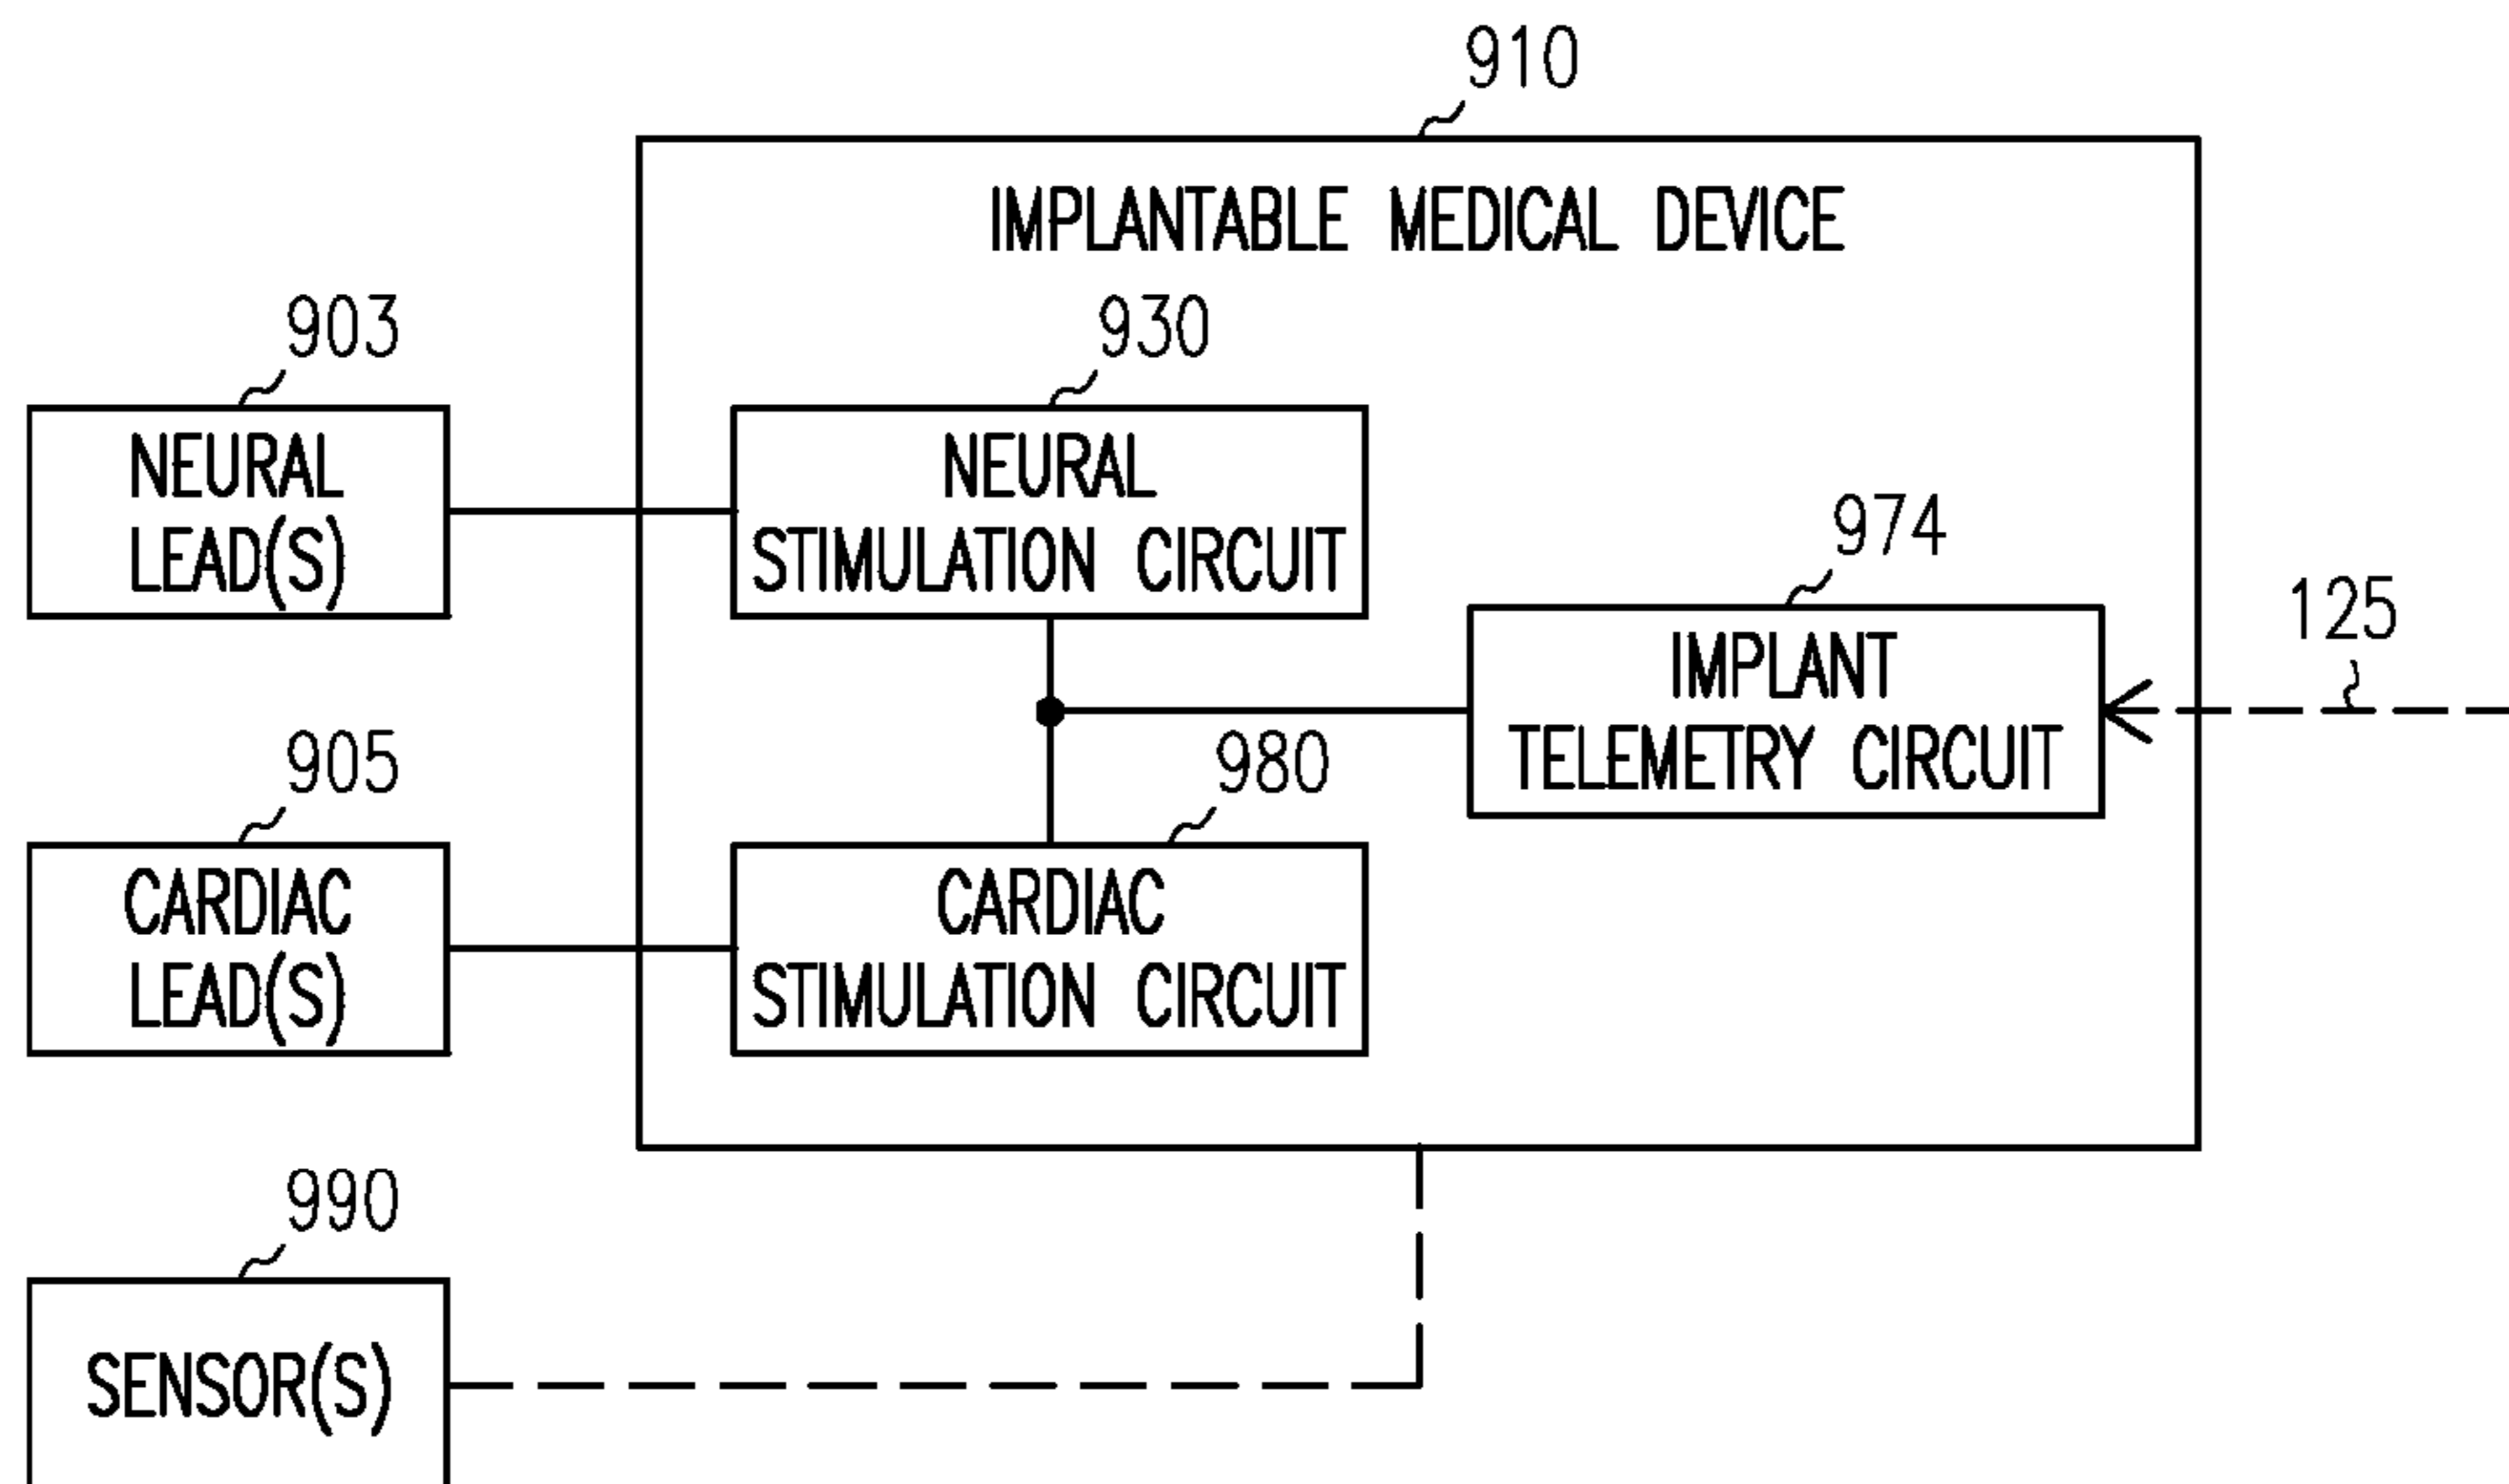 910
IMPLANTABLE MEDICAL DEVICE
903
930
NEURAL
LEAD(S)
NEURAL
STIMULATION CIRCUIT
974
125
IMPLANT
TELEMETRY CIRCUIT
905
980
CARDIAC
LEAD(S)
CARDIAC
STIMULATION CIRCUIT
990
SENSOR(S)